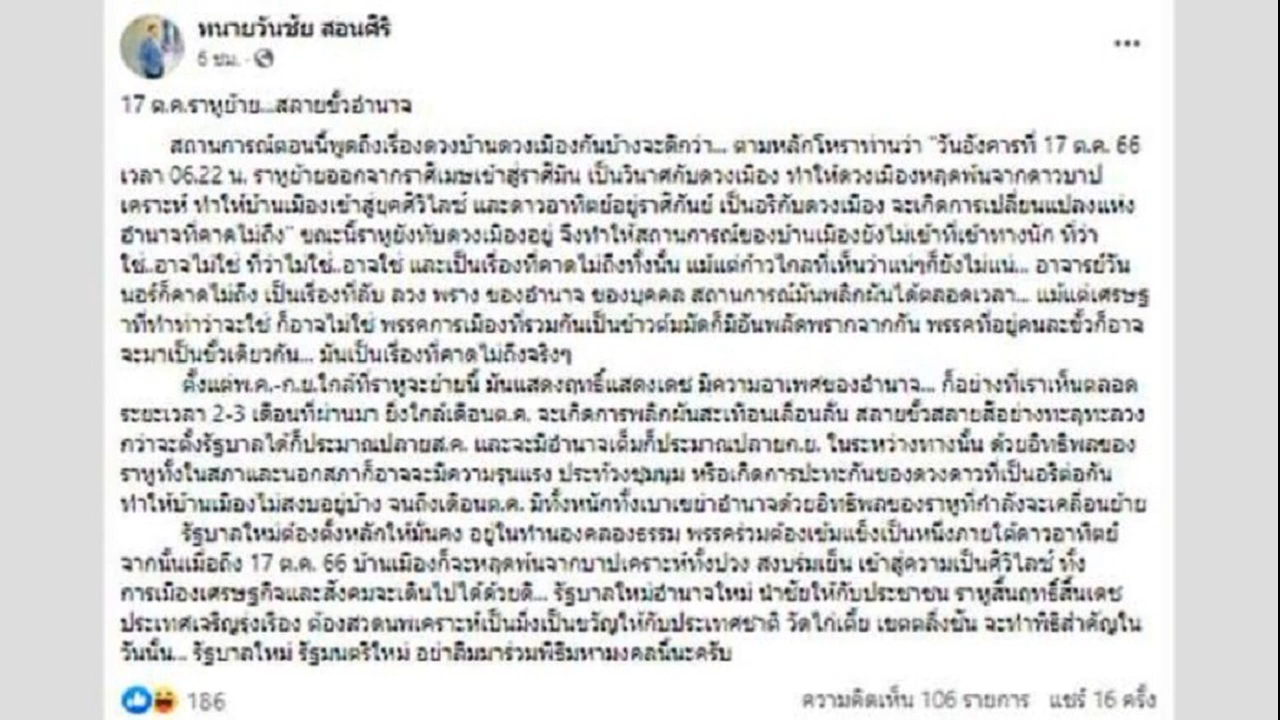 ทนายวันชัย สอนศิริ
6 ชม.
17 ต.ค.ราหูย้าย...สลายขั้วอำนาจ
สถานการณ์ตอนนี้พูดถึงเรื่องดวงบ้านดวงเมืองกันบ้างจะดีกว่า... ตามหลักโหราท่านว่า "วันอังคารที่ 17 ต.ค. 66
เวลา 06.22 น. ราหูย้ายออกจากราศีเมษเข้าสู่ราศีมีน เป็นวินาศกับดวงเมือง ทำให้ดวงเมืองหลุดพ้นจากดาวบาป
เคราะห์ ทำให้บ้านเมืองเข้าสู่ยุคศิวิไลซ์ และดาวอาทิตย์อยู่ราศีกันย์ เป็นอริกับดวงเมือง จะเกิดการเปลี่ยนแปลงแห่ง
อำนาจที่คาดไม่ถึง" ขณะนี้ราหูยังทับดวงเมืองอยู่ จึงทำให้สถานการณ์ของบ้านเมืองยังไม่เข้าที่เข้าทางนัก ที่ว่า
ใช่..อาจไม่ใช่ ที่ว่าไม่ใช่..อาจใช่ และเป็นเรื่องที่คาดไม่ถึงทั้งนั้น แม้แต่ก้าวไกลที่เห็นว่าแน่ๆก็ยังไม่แน่... อาจารย์วัน
นอร์ก็คาดไม่ถึง เป็นเรื่องที่ลับ ลวง พราง ของอำนาจ ของบุคคล สถานการณ์มันพลิกผันได้ตลอดเวลา... แม้แต่เศรษฐ
าที่ทำท่าว่าจะใช่ ก็อาจไม่ใช่ พรรคการเมืองที่รวมกันเป็นข้าวต้มมัดก็มีอันพลัดพรากจากกัน พรรคที่อยู่คนละขั้วก็อาจ
จะมาเป็นขั้วเดียวกัน... มันเป็นเรื่องที่คาดไม่ถึงจริงๆ
ตั้งแต่พ.ค.-ก.ย.ใกล้ที่ราหูจะย้ายนี้ มันแสดงฤทธิ์แสดงเดช มีความอาเพศของอำนาจ... ก็อย่างที่เราเห็นตลอด
ระยะเวลา 2-3 เดือนที่ผ่านมา ยิ่งใกล้เดือนต.ค. จะเกิดการพลิกผันสะเทือนเลือนลั่น สลายขั้วสลายสีอย่างทะลุทะลวง
กว่าจะตั้งรัฐบาลได้ก็ประมาณปลายส.ค. และจะมีอำนาจเต็มก็ประมาณปลายก.ย. ในระหว่างทางนั้น ด้วยอิทธิพลของ
ราหูทั้งในสภาและนอกสภาก็อาจจะมีความรุนแรง ประท้วงชุมนุม หรือเกิดการปะทะกันของดวงดาวที่เป็นอริต่อกัน
ทำให้บ้านเมืองไม่สงบอยู่บ้าง จนถึงเดือนต.ค. มีทั้งหนักทั้งเบาเขย่าอำนาจด้วยอิทธิพลของราหูที่กำลังจะเคลื่อนย้าย
รัฐบาลใหม่ต้องตั้งหลักให้มั่นคง อยู่ในทำนองคลองธรรม พรรคร่วมต้องเข้มแข็งเป็นหนึ่งภายใต้ดาวอาทิตย์
จากนั้นเมื่อถึง 17 ต.ค. 66 บ้านเมืองก็จะหลุดพ้นจากบาปเคราะห์ทั้งปวง สงบร่มเย็น เข้าสู่ความเป็นศิวิไลซ์ ทั้ง
การเมืองเศรษฐกิจและสังคมจะเดินไปได้ด้วยดี... รัฐบาลใหม่อำนาจใหม่ นำชัยให้กับประชาชน ราหูสิ้นฤทธิ์สิ้นเดช
ประเทศเจริญรุ่งเรือง ต้องสวดนพเคราะห์เป็นมิ่งเป็นขวัญให้กับประเทศชาติ วัดไก่เตี้ย เขตตลิ่งชัน จะทำพิธีสำคัญใน
วันนั้น... รัฐบาลใหม่ รัฐมนตรีใหม่ อย่าลืมมาร่วมพิธีมหามงคลนี้นะครับ
186 ความคิดเห็น 106 รายการ แชร์ 16 ครั้ง